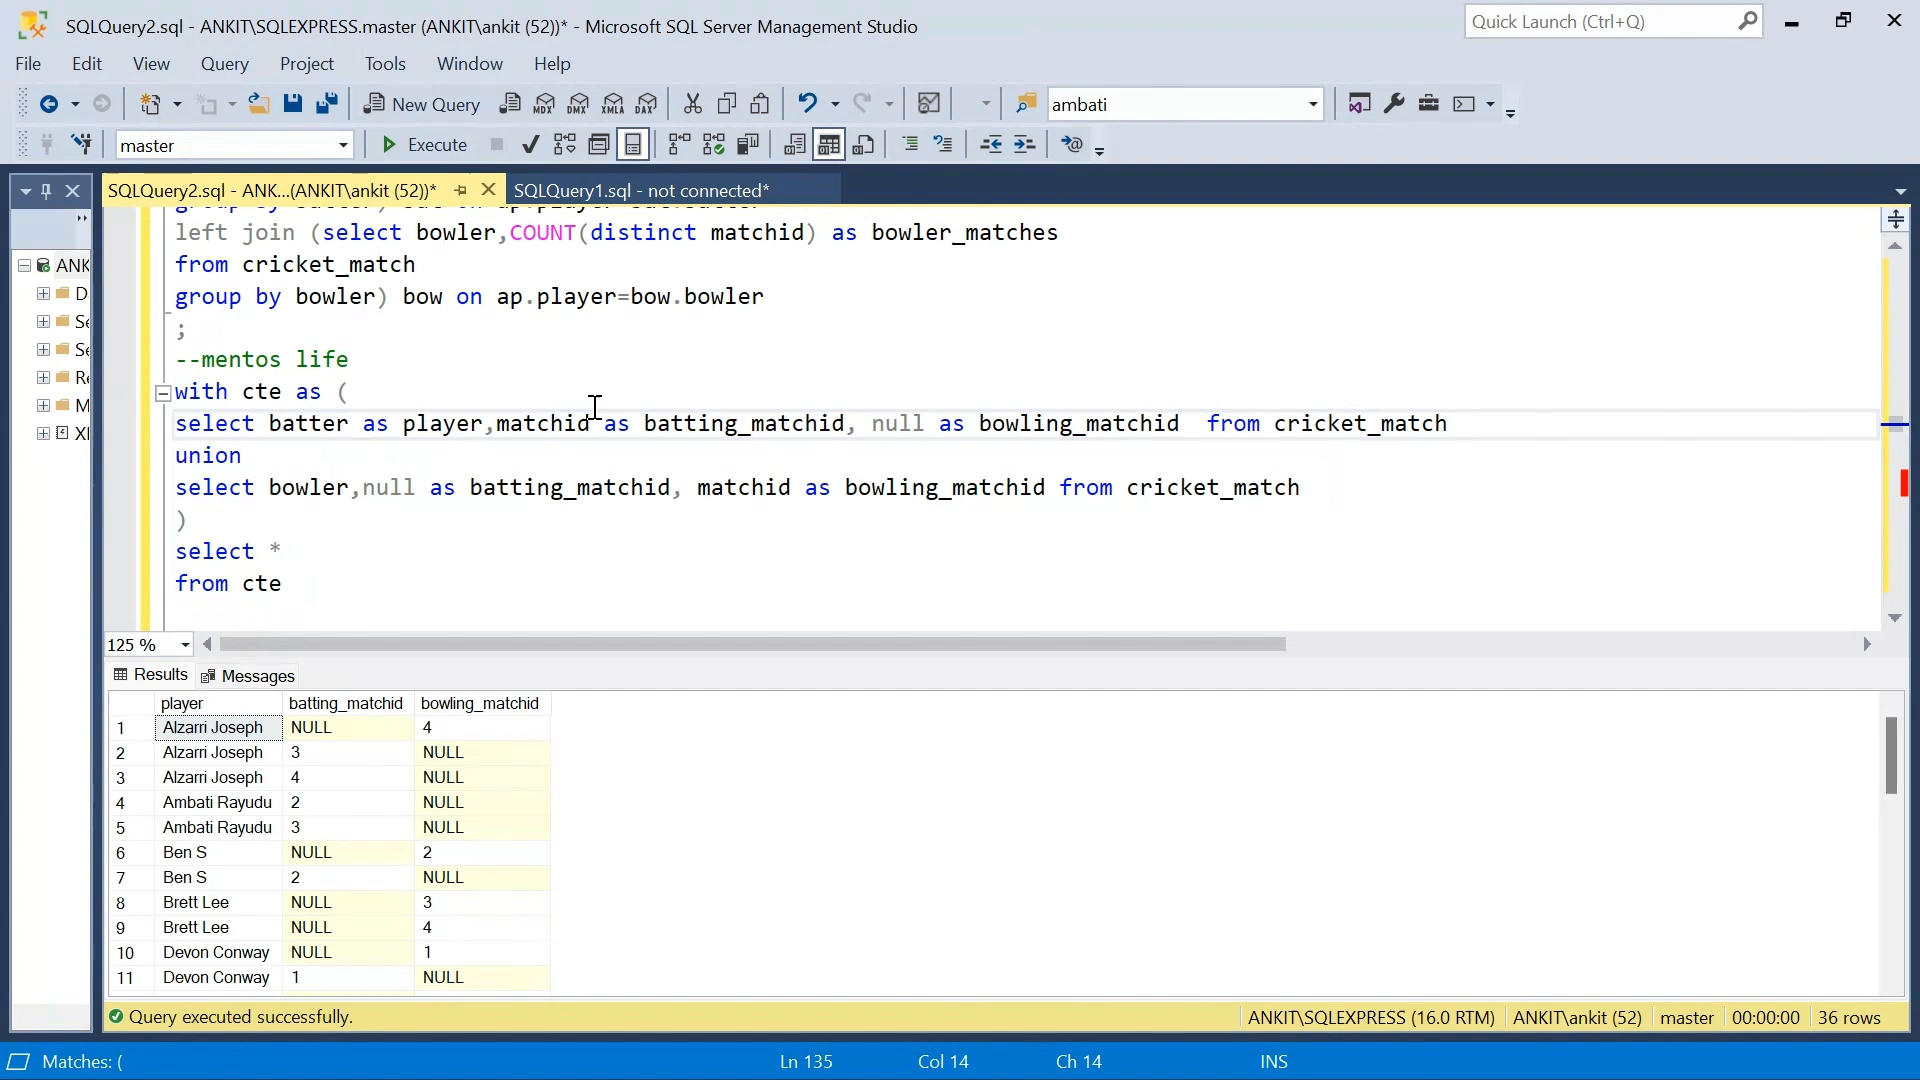 SQLQuery2.sql - ANKIT\SQLEXPRESS.master (ANKIT\ankit (52))* - Microsoft SQL Server Management Studio
Quick Launch (Ctrl+Q)
File Edit View Query Project Tools Window Help
New Query MDX DMX XMLA DAX ambati
master Execute
SQLQuery2.sql - ANK...(ANKIT\ankit (52))* SQLQuery1.sql - not connected*
left join (select bowler,COUNT(distinct matchid) as bowler_matches
from cricket_match
group by bowler) bow on ap.player=bow.bowler
;
--mentos life
with cte as (
select batter as player,matchid as batting_matchid, null as bowling_matchid  from cricket_match
union
select bowler,null as batting_matchid, matchid as bowling_matchid from cricket_match
)
select *
from cte
ANK
D
Se
Se
Re
M
XI
125 %
Results Messages
player batting_matchid bowling_matchid
1 Alzarri Joseph NULL 4
2 Alzarri Joseph 3 NULL
3 Alzarri Joseph 4 NULL
4 Ambati Rayudu 2 NULL
5 Ambati Rayudu 3 NULL
6 Ben S NULL 2
7 Ben S 2 NULL
8 Brett Lee NULL 3
9 Brett Lee NULL 4
10 Devon Conway NULL 1
11 Devon Conway 1 NULL
Query executed successfully. ANKIT\SQLEXPRESS (16.0 RTM) ANKIT\ankit (52) master 00:00:00 36 rows
Matches: ( Ln 135 Col 14 Ch 14 INS